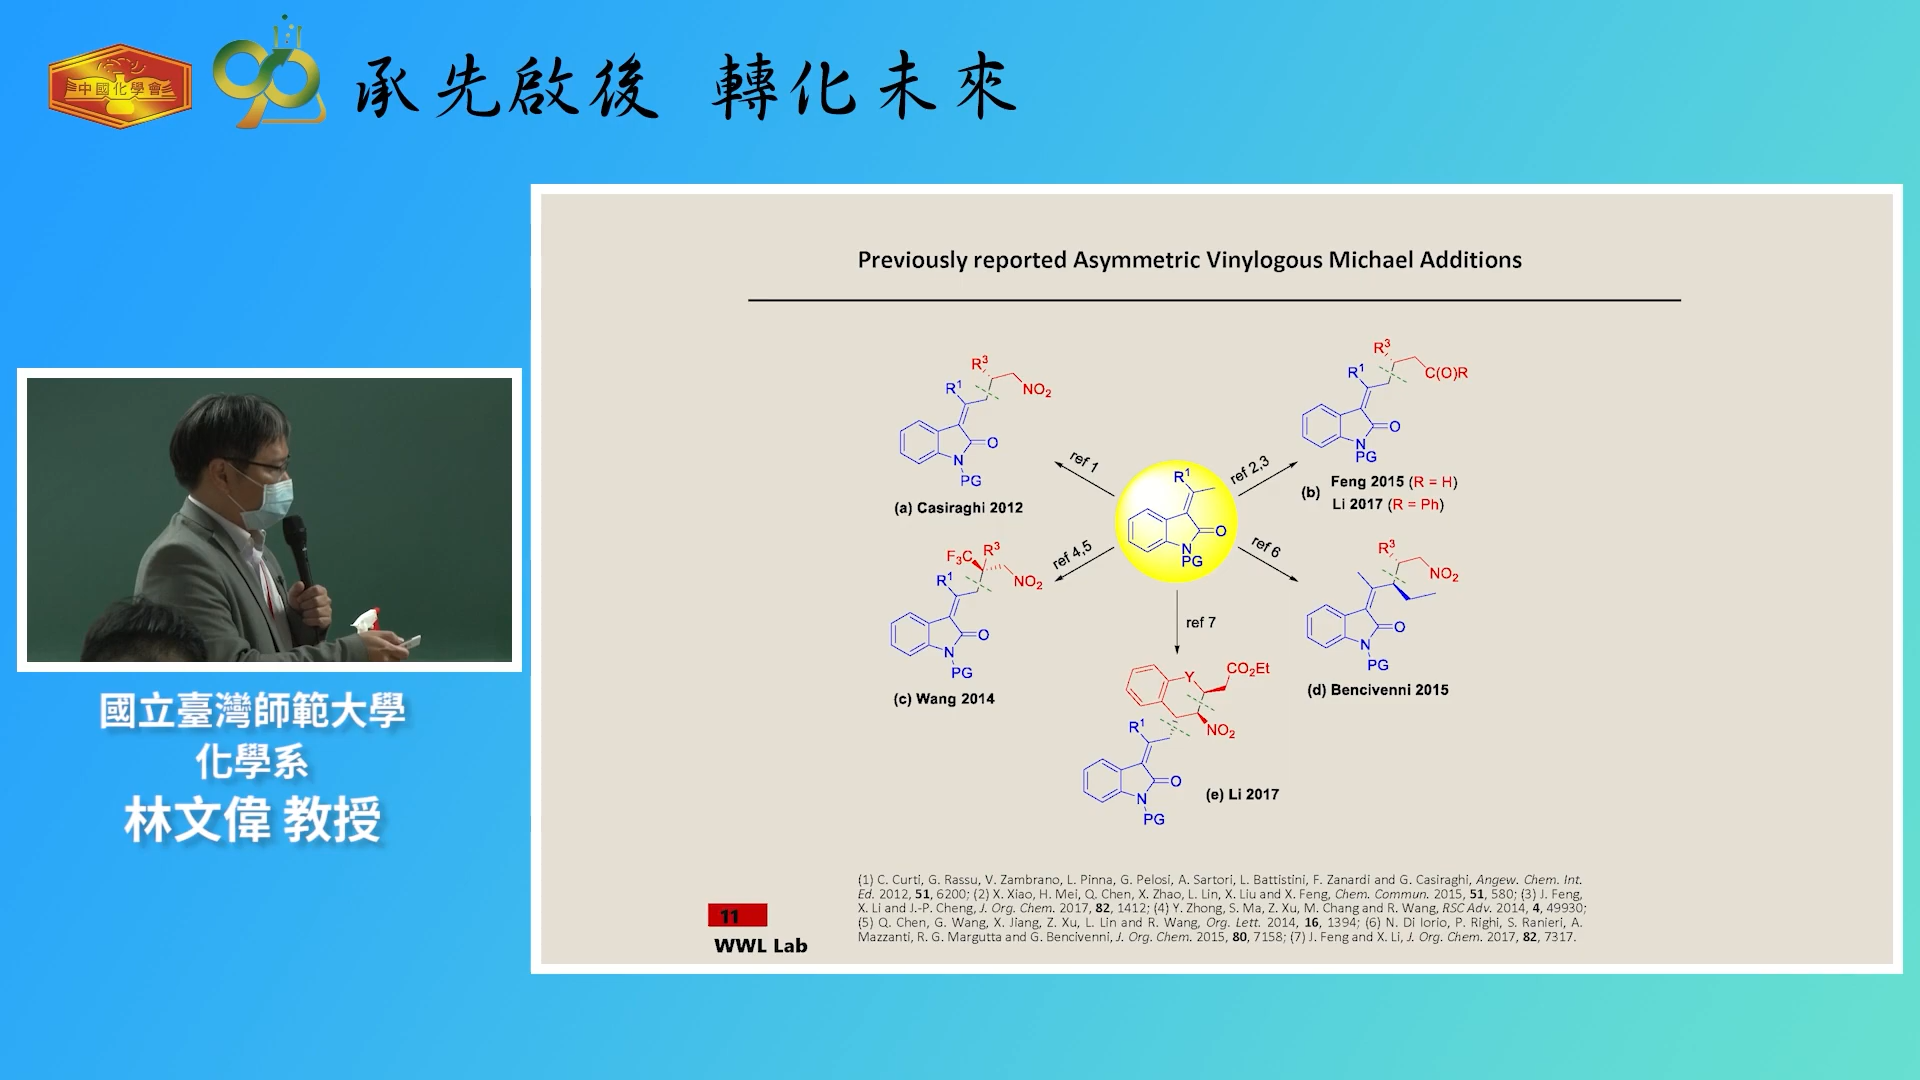 中國化學會
90
承先啟後 轉化未來
國立臺灣師範大學
化學系
林文偉 教授
Previously reported Asymmetric Vinylogous Michael Additions
R³
R¹
NO₂
O
N
PG
(a) Casiraghi 2012
ref 1
R³
R¹
C(O)R
O
N
PG
(b) Feng 2015 (R = H)
Li 2017 (R = Ph)
ref 2,3
R¹
O
N
PG
F₃C
R³
R¹
NO₂
O
N
PG
(c) Wang 2014
ref 4,5
R³
NO₂
O
N
PG
(d) Bencivenni 2015
ref 6
ref 7
CO₂Et
Y
NO₂
R¹
O
N
PG
(e) Li 2017
(1) C. Curti, G. Rassu, V. Zambrano, L. Pinna, G. Pelosi, A. Sartori, L. Battistini, F. Zanardi and G. Casiraghi, Angew. Chem. Int.
Ed. 2012, 51, 6200; (2) X. Xiao, H. Mei, Q. Chen, X. Zhao, L. Lin, X. Liu and X. Feng, Chem. Commun. 2015, 51, 580; (3) J. Feng,
X. Li and J.-P. Cheng, J. Org. Chem. 2017, 82, 1412; (4) Y. Zhong, S. Ma, Z. Xu, M. Chang and R. Wang, RSC Adv. 2014, 4, 49930;
(5) Q. Chen, G. Wang, X. Jiang, Z. Xu, L. Lin and R. Wang, Org. Lett. 2014, 16, 1394; (6) N. Di Iorio, P. Righi, S. Ranieri, A.
Mazzanti, R. G. Margutta and G. Bencivenni, J. Org. Chem. 2015, 80, 7158; (7) J. Feng and X. Li, J. Org. Chem. 2017, 82, 7317.
11
WWL Lab